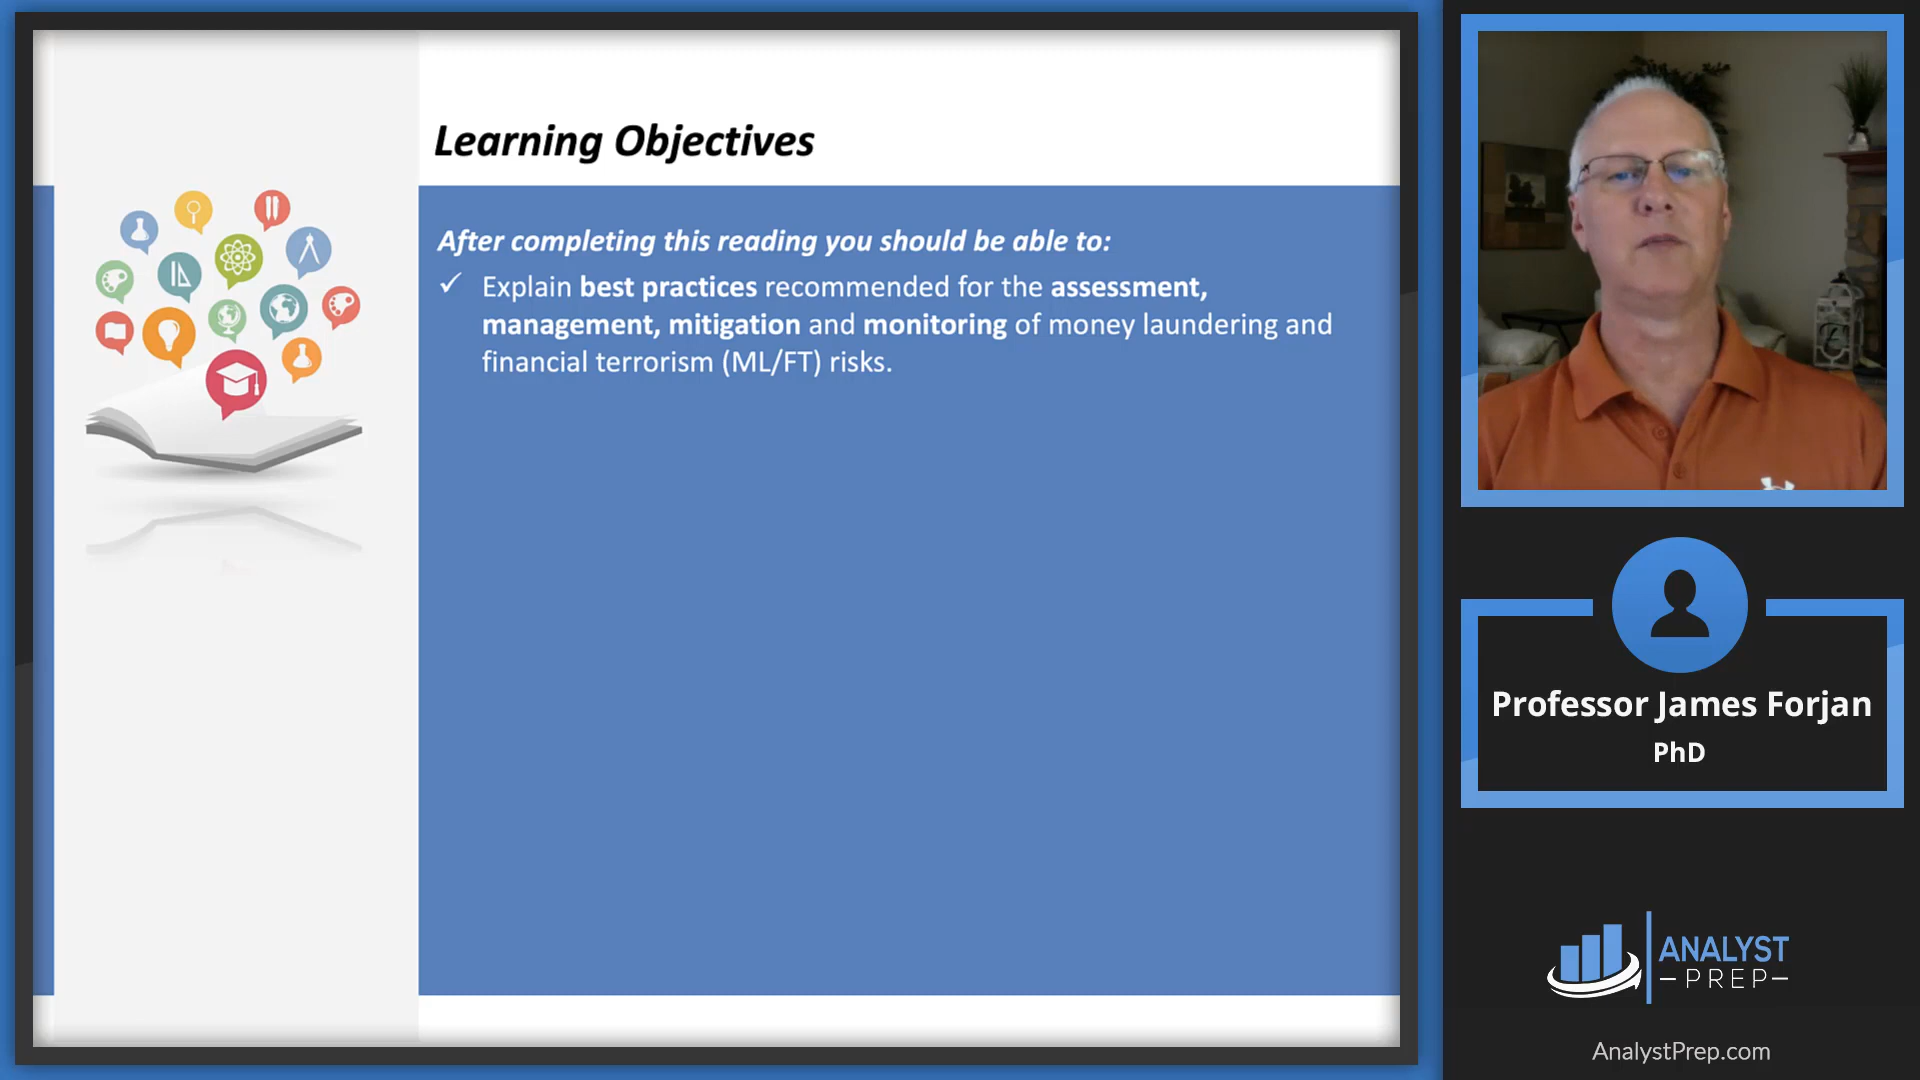 Learning Objectives
After completing this reading you should be able to:
✓ Explain best practices recommended for the assessment,
management, mitigation and monitoring of money laundering and
financial terrorism (ML/FT) risks.
Professor James Forjan
PhD
ANALYST
PREP
AnalystPrep.com